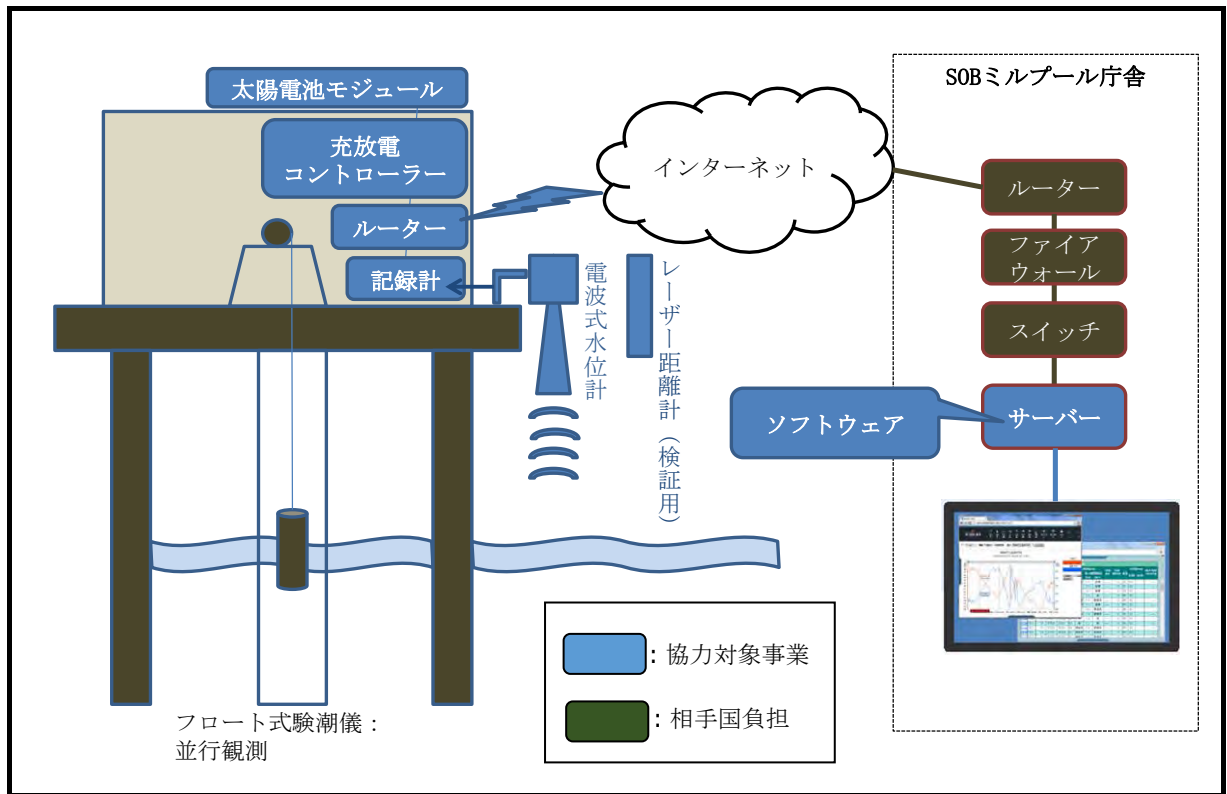 SOBミルプール庁舎
太陽電池モジュール
充放電
コントローラー
ルーター
記録計
インターネット
電波式水位計
レーザー距離計（検証用）
ルーター
ファイア
ウォール
スイッチ
サーバー
ソフトウェア
フロート式験潮儀：
並行観測
：協力対象事業
：相手国負担